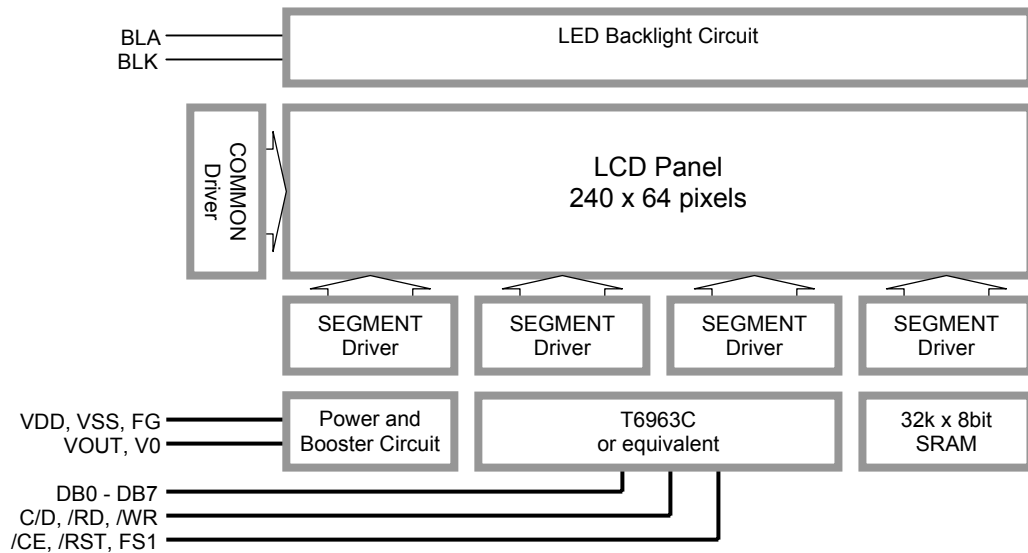 BLA
BLK
LED Backlight Circuit
COMMON
Driver
LCD Panel
240 x 64 pixels
SEGMENT
Driver
SEGMENT
Driver
SEGMENT
Driver
SEGMENT
Driver
VDD, VSS, FG
VOUT, V0
Power and
Booster Circuit
T6963C
or equivalent
32k x 8bit
SRAM
DB0 - DB7
C/D, /RD, /WR
/CE, /RST, FS1